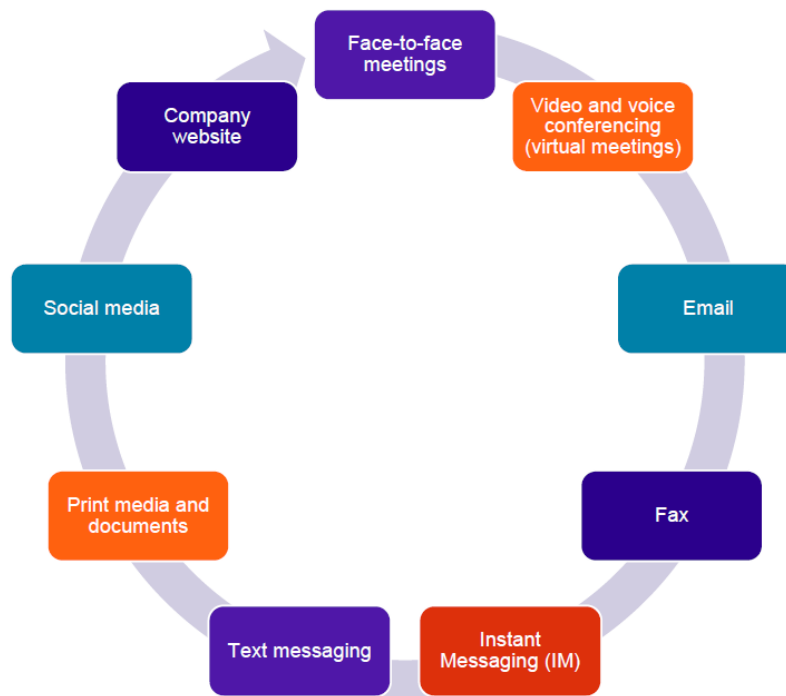 Face-to-face
meetings
Video and voice
conferencing
(virtual meetings)
Email
Fax
Instant
Messaging (IM)
Text messaging
Print media and
documents
Social media
Company
website